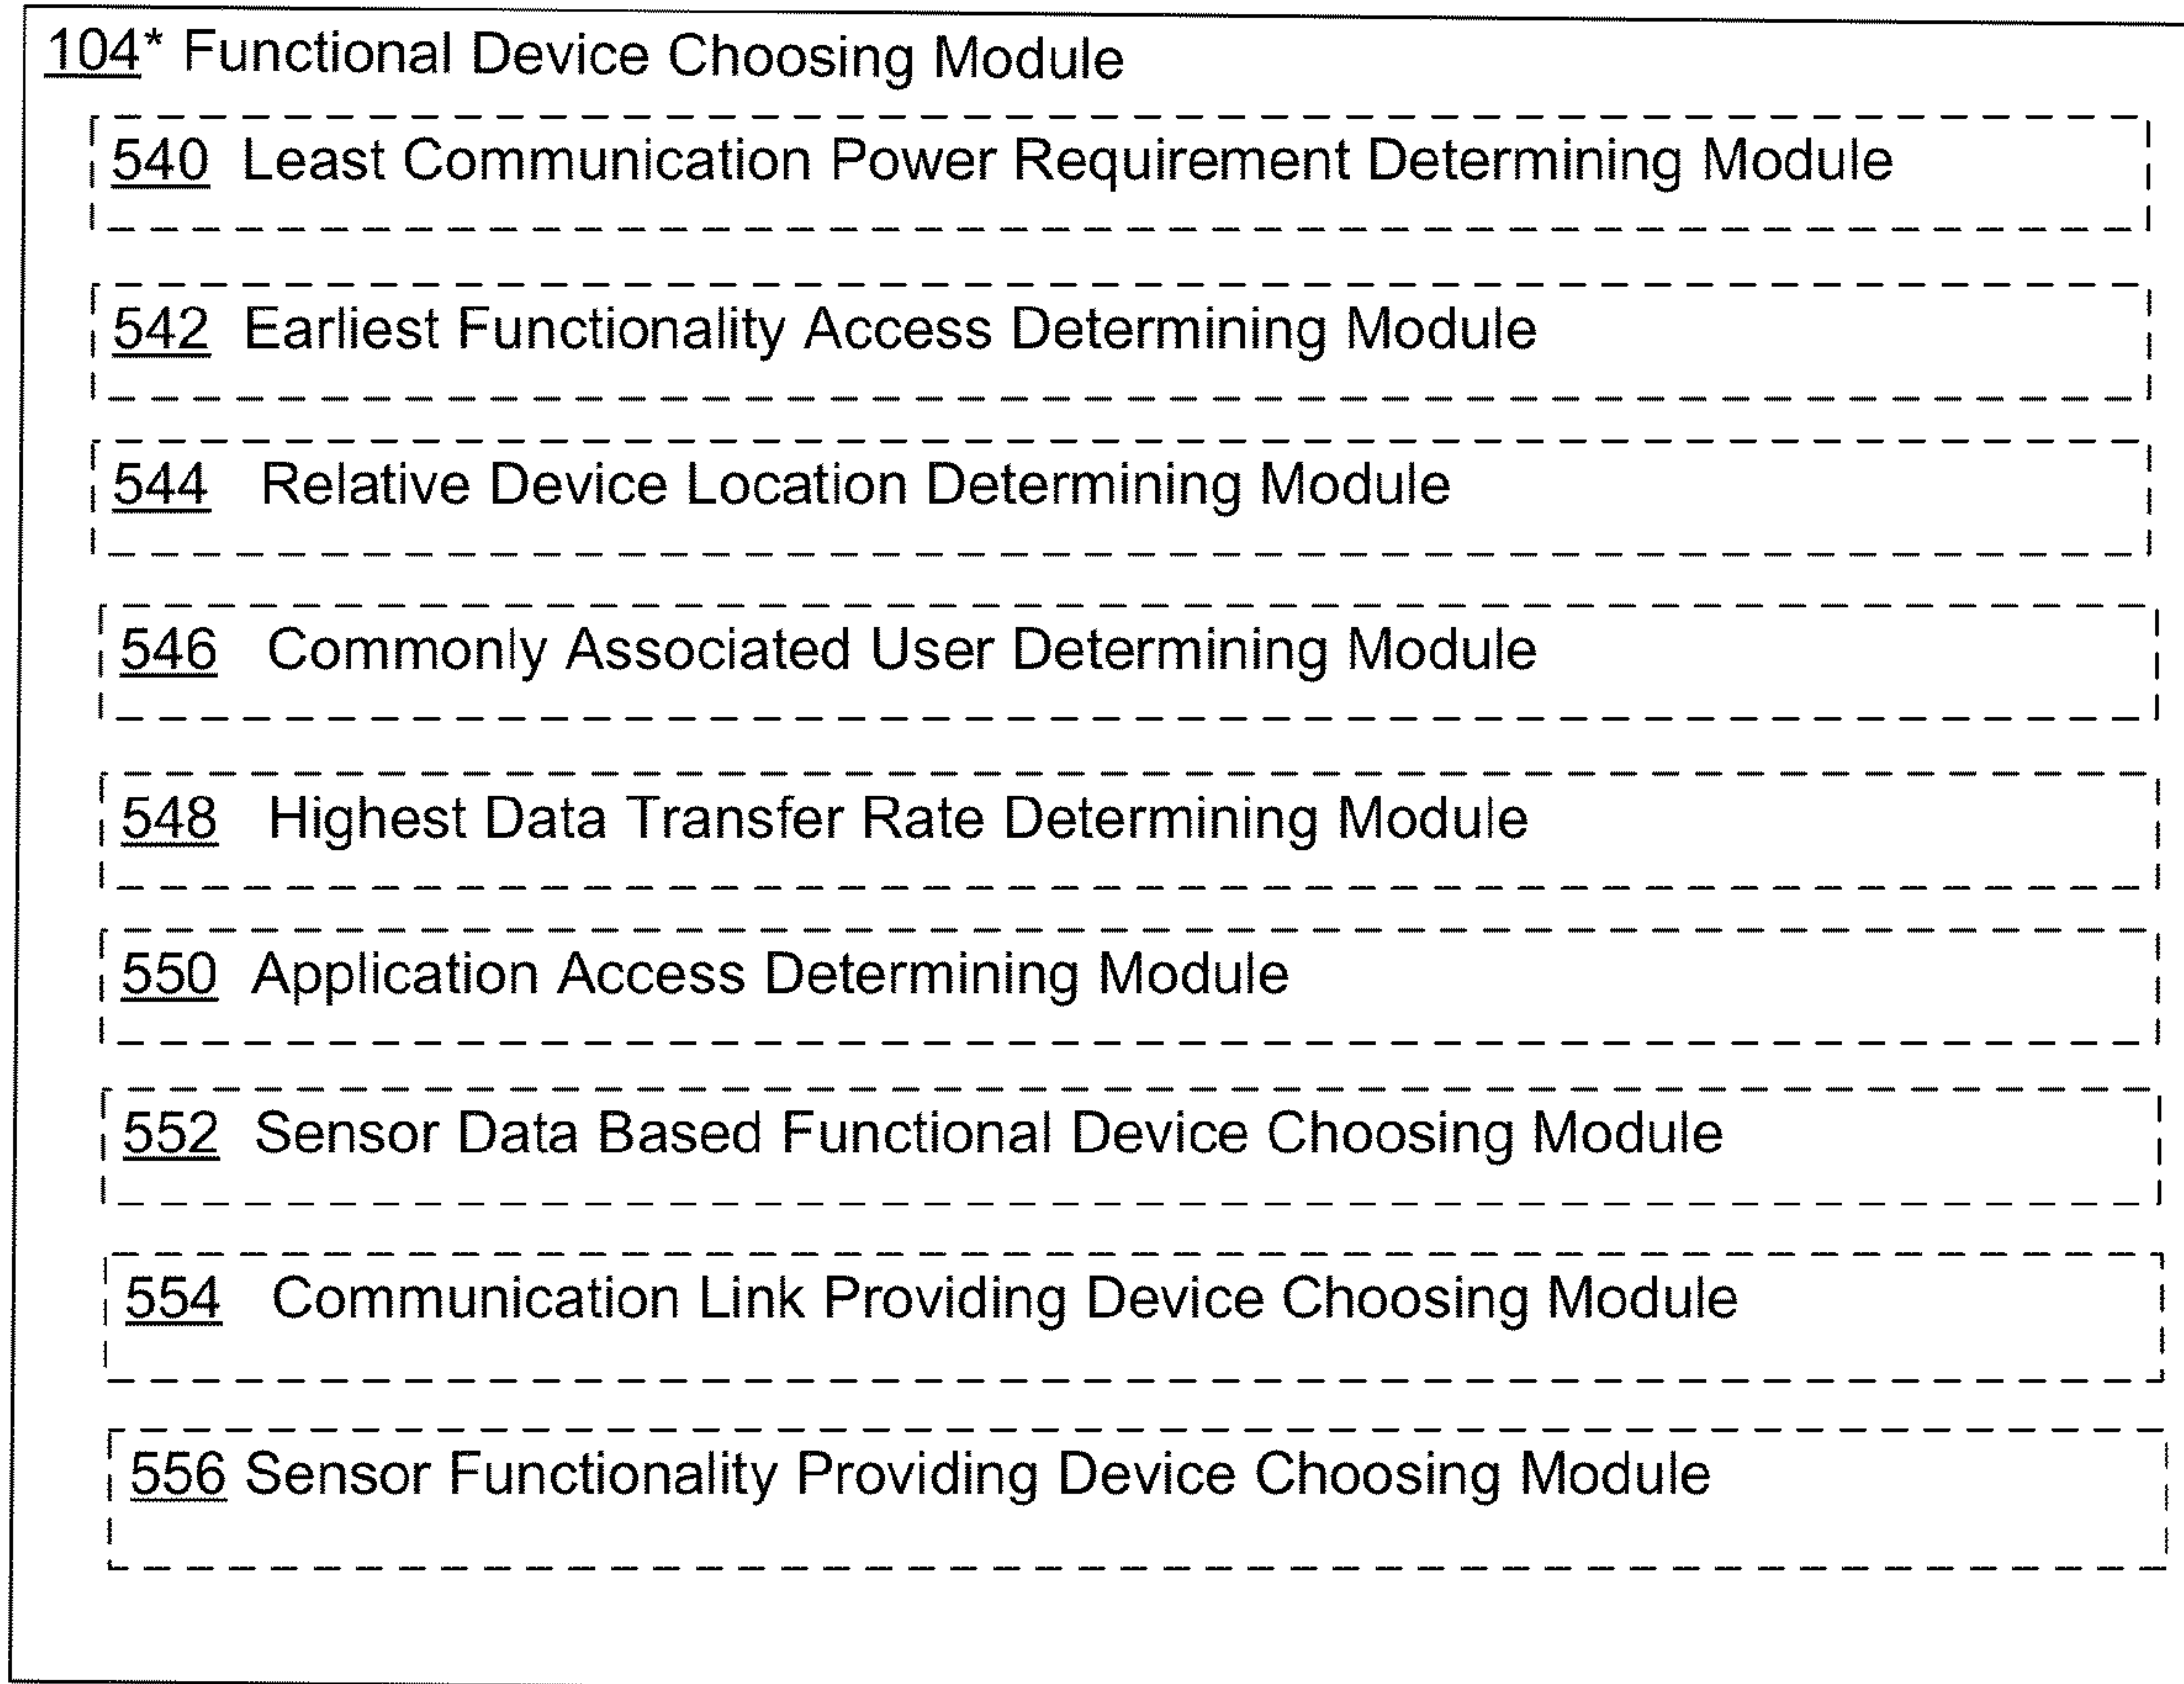 104* Functional Device Choosing Module
540 Least Communication Power Requirement Determining Module
542 Earliest Functionality Access Determining Module
544 Relative Device Location Determining Module
546 Commonly Associated User Determining Module
548 Highest Data Transfer Rate Determining Module
550 Application Access Determining Module
552 Sensor Data Based Functional Device Choosing Module
554 Communication Link Providing Device Choosing Module
556 Sensor Functionality Providing Device Choosing Module